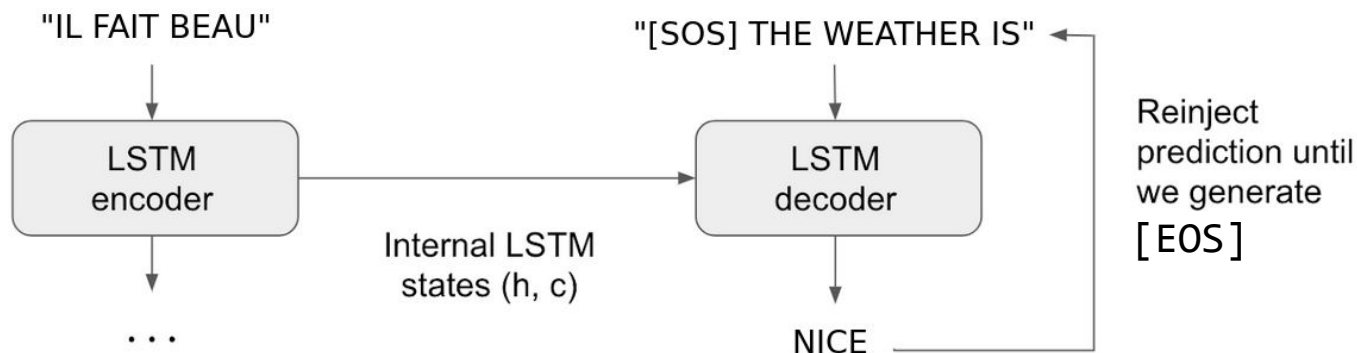 "IL FAIT BEAU"
"[SOS] THE WEATHER IS"
LSTM
encoder
Internal LSTM
states (h, c)
LSTM
decoder
Reinject
prediction until
we generate
[EOS]
...
NICE